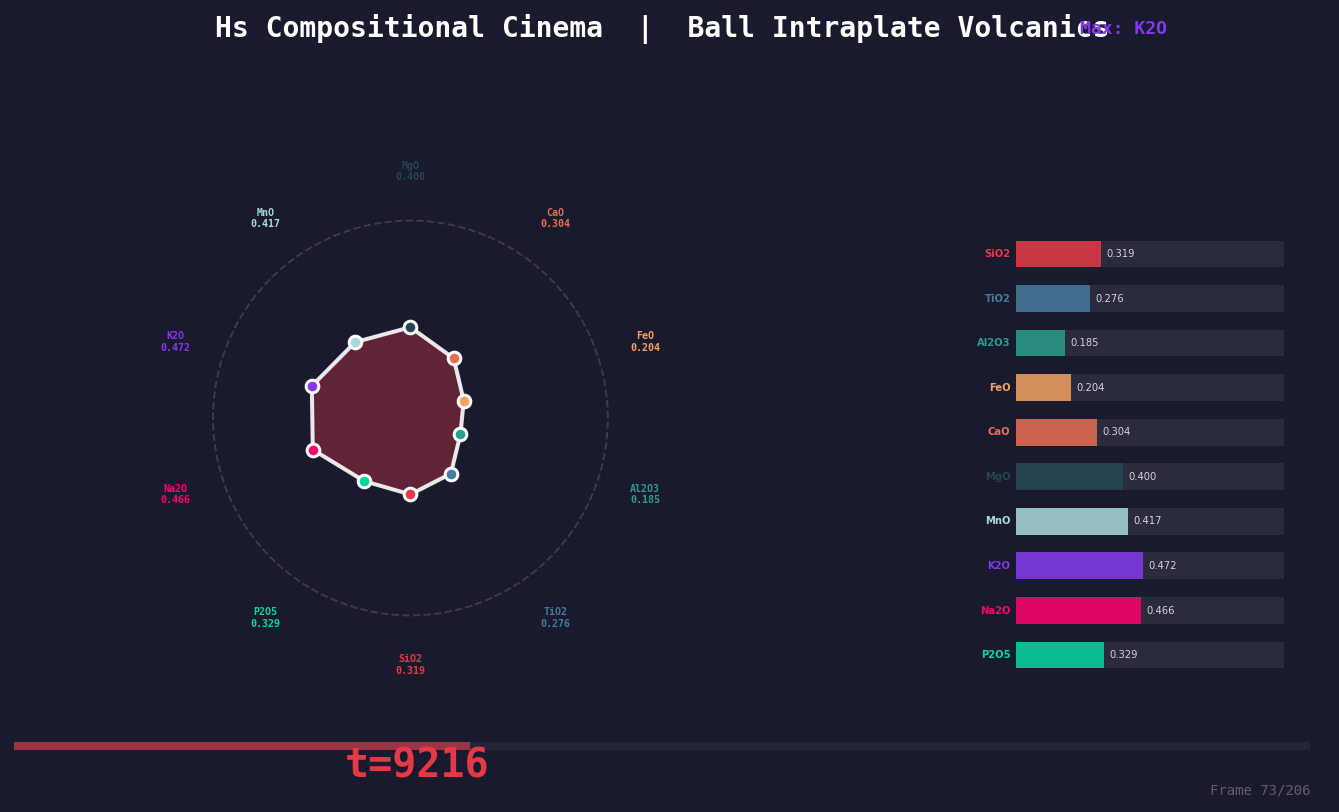 Hs Compositional Cinema | Ball Intraplate Volcanics
Max: K2O
MgO
0.400
MnO
0.417
CaO
0.304
K2O
0.472
FeO
0.204
Na2O
0.466
Al2O3
0.185
P2O5
0.329
TiO2
0.276
SiO2
0.319
SiO2 0.319
TiO2 0.276
Al2O3 0.185
FeO 0.204
CaO 0.304
MgO 0.400
MnO 0.417
K2O 0.472
Na2O 0.466
P2O5 0.329
t=9216
Frame 73/206